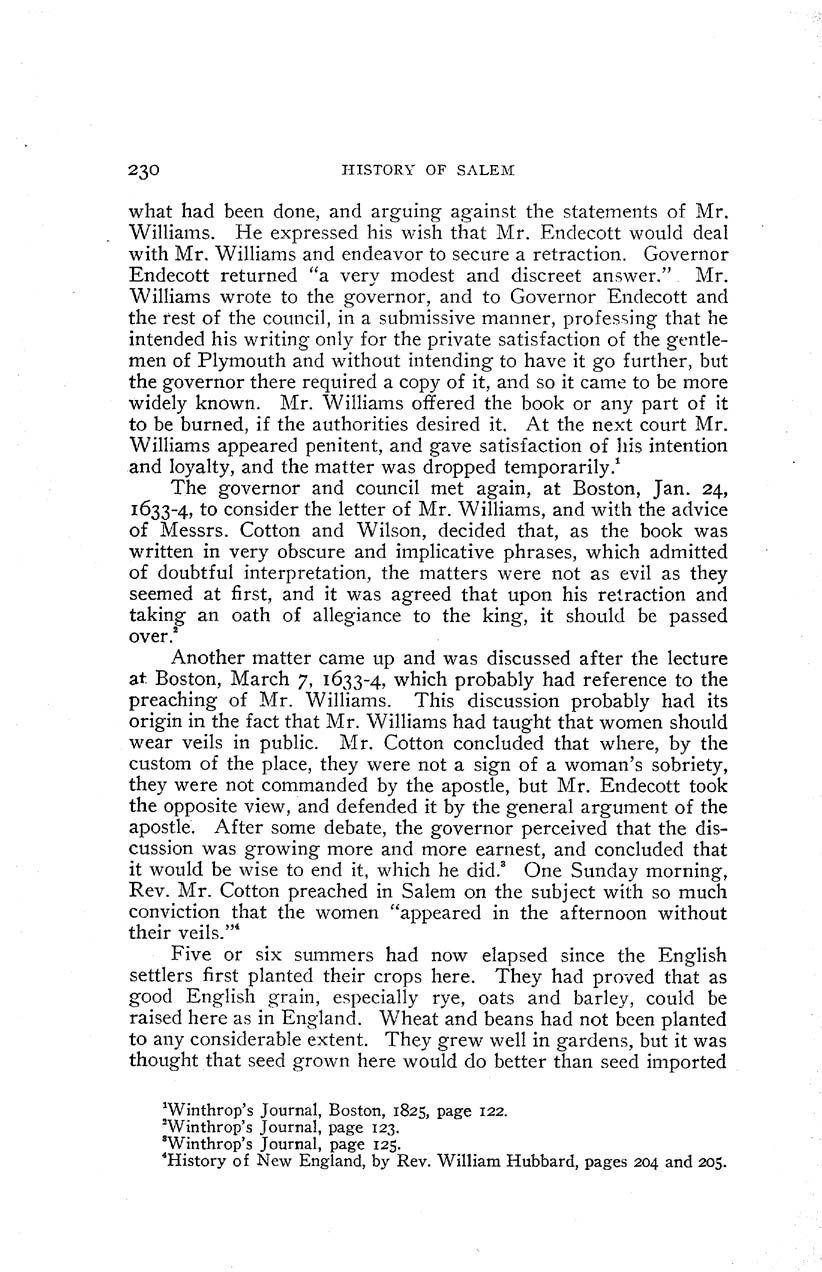 230 HISTORY OF SALEM
what had been done, and arguing against the statements of Mr.
Williams. He expressed his wish that Mr. Endecott would deal
with Mr. Williams and endeavor to secure a retraction. Governor
Endecott returned “a very modest and discreet answer.” Mr.
Williams wrote to the governor, and to Governor Endecott and
the rest of the council, in a submissive manner, professing that he
intended his writing only for the private satisfaction of the gentle-
men of Plymouth and without intending to have it go further, but
the governor there required a copy of it, and so it came to be more
widely known. Mr. Williams offered the book or any part of it
to be burned, if the authorities desired it. At the next court Mr.
Williams appeared penitent, and gave satisfaction of his intention
and loyalty, and the matter was dropped temporarily.¹
The governor and council met again, at Boston, Jan. 24,
1633-4, to consider the letter of Mr. Williams, and with the advice
of Messrs. Cotton and Wilson, decided that, as the book was
written in very obscure and implicative phrases, which admitted
of doubtful interpretation, the matters were not as evil as they
seemed at first, and it was agreed that upon his retraction and
taking an oath of allegiance to the king, it should be passed
over.²
Another matter came up and was discussed after the lecture
at Boston, March 7, 1633-4, which probably had reference to the
preaching of Mr. Williams. This discussion probably had its
origin in the fact that Mr. Williams had taught that women should
wear veils in public. Mr. Cotton concluded that where, by the
custom of the place, they were not a sign of a woman’s sobriety,
they were not commanded by the apostle, but Mr. Endecott took
the opposite view, and defended it by the general argument of the
apostle. After some debate, the governor perceived that the dis-
cussion was growing more and more earnest, and concluded that
it would be wise to end it, which he did.³ One Sunday morning,
Rev. Mr. Cotton preached in Salem on the subject with so much
conviction that the women “appeared in the afternoon without
their veils.”⁴
Five or six summers had now elapsed since the English
settlers first planted their crops here. They had proved that as
good English grain, especially rye, oats and barley, could be
raised here as in England. Wheat and beans had not been planted
to any considerable extent. They grew well in gardens, but it was
thought that seed grown here would do better than seed imported
¹Winthrop’s Journal, Boston, 1825, page 122.
²Winthrop’s Journal, page 123.
³Winthrop’s Journal, page 125.
⁴History of New England, by Rev. William Hubbard, pages 204 and 205.